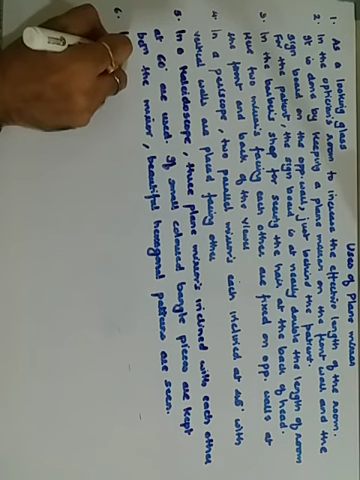 Uses of Plane mirror
1. As a looking glass
2. In the optician's room to increase the effective length of the room.
It is done by keeping a plane mirror on the front wall and the
sign board on the opp. wall, just behind the patient.
For the patient, the sign board is at nearly double the length of room
3. In the barber's shop for seeing the hair at the back of head.
Here two mirrors facing each other are fixed on opp. walls at
the front and back of the viewer
4. In a periscope, two parallel mirrors each inclined at 45° with
vertical walls are placed facing other
5. In a Kaleidoscope, three plane mirrors inclined with each other
at 60° are used. If small coloured bangle pieces are kept
the mirror, beautiful hexagonal patterns are seen.
6.